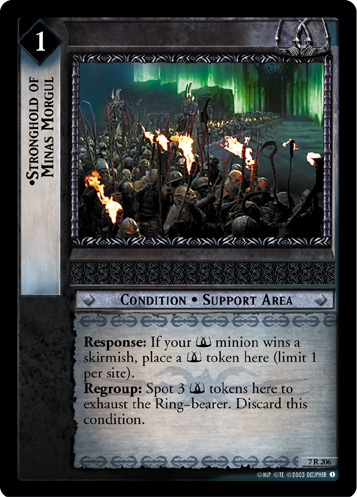 1
•Stronghold of
Minas Morgul
Condition • Support Area
Response: If your minion wins a
skirmish, place a token here (limit 1
per site).
Regroup: Spot 3 tokens here to
exhaust the Ring-bearer. Discard this
condition.
7 R 206
©NLP ©TE ©2003 DECIPHER